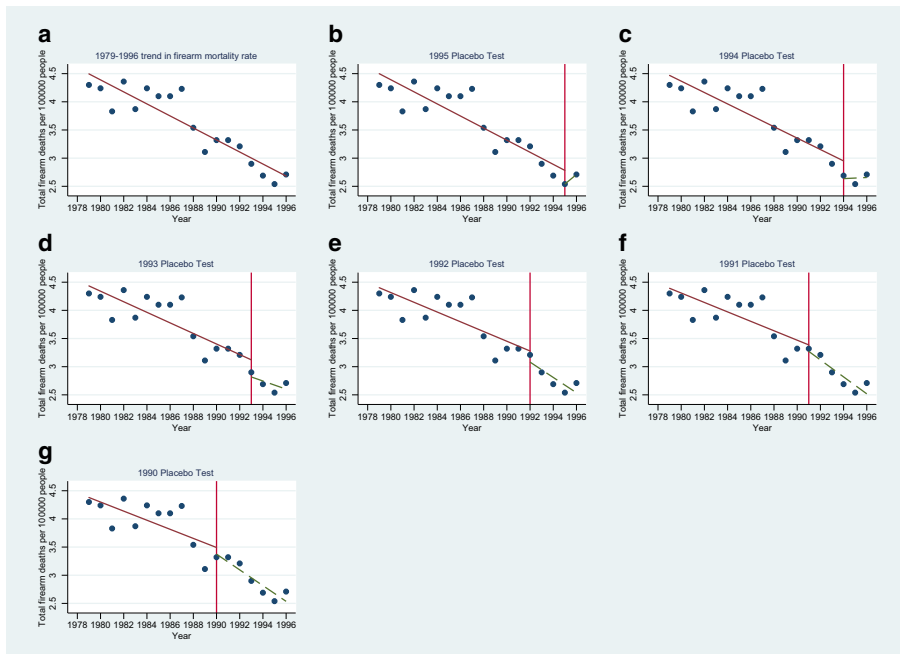 a
1979-1996 trend in firearm mortality rate
Total firearm deaths per 100000 people
4.5
4
3.5
3
2.5
1978 1980 1982 1984 1986 1988 1990 1992 1994 1996
Year
b
1995 Placebo Test
Total firearm deaths per 100000 people
4.5
4
3.5
3
2.5
1978 1980 1982 1984 1986 1988 1990 1992 1994 1996
Year
c
1994 Placebo Test
Total firearm deaths per 100000 people
4.5
4
3.5
3
2.5
1978 1980 1982 1984 1986 1988 1990 1992 1994 1996
Year
d
1993 Placebo Test
Total firearm deaths per 100000 people
4.5
4
3.5
3
2.5
1978 1980 1982 1984 1986 1988 1990 1992 1994 1996
Year
e
1992 Placebo Test
Total firearm deaths per 100000 people
4.5
4
3.5
3
2.5
1978 1980 1982 1984 1986 1988 1990 1992 1994 1996
Year
f
1991 Placebo Test
Total firearm deaths per 100000 people
4.5
4
3.5
3
2.5
1978 1980 1982 1984 1986 1988 1990 1992 1994 1996
Year
g
1990 Placebo Test
Total firearm deaths per 100000 people
4.5
4
3.5
3
2.5
1978 1980 1982 1984 1986 1988 1990 1992 1994 1996
Year